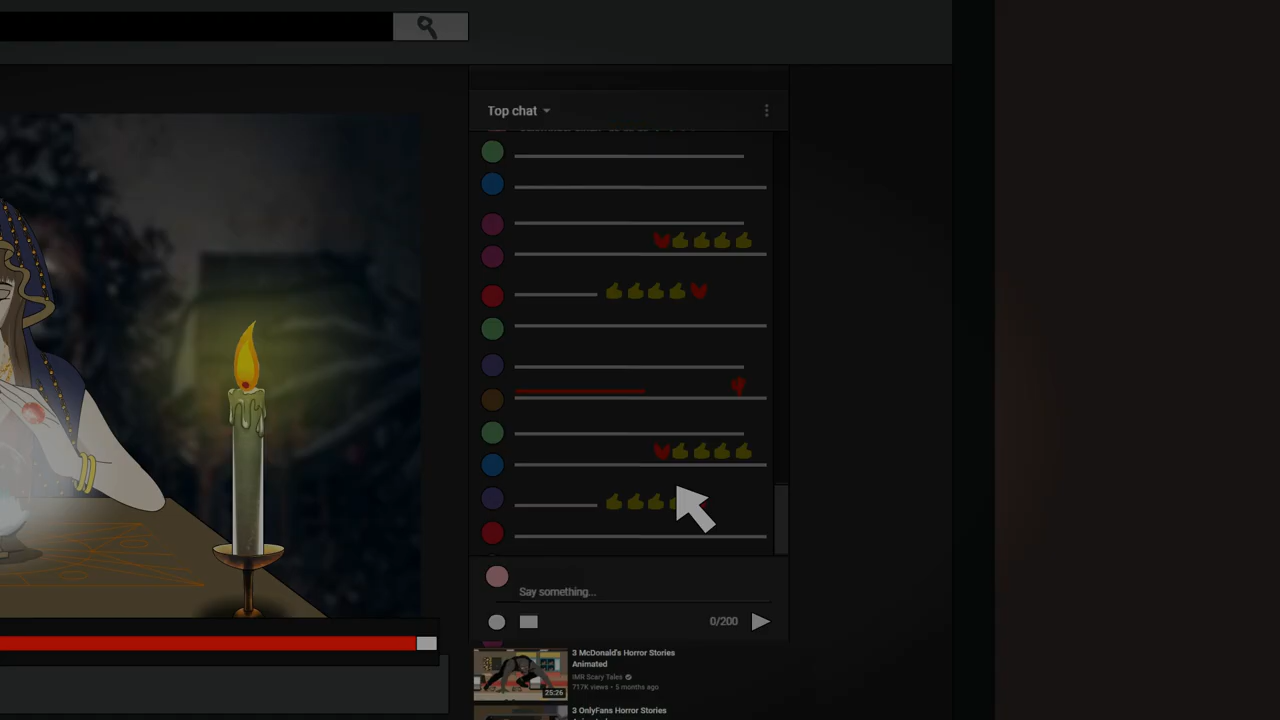 Top chat
Say something...
0/200
3 McDonald's Horror Stories
Animated
IMR Scary Tales
717K views • 5 months ago
25:26
3 OnlyFans Horror Stories